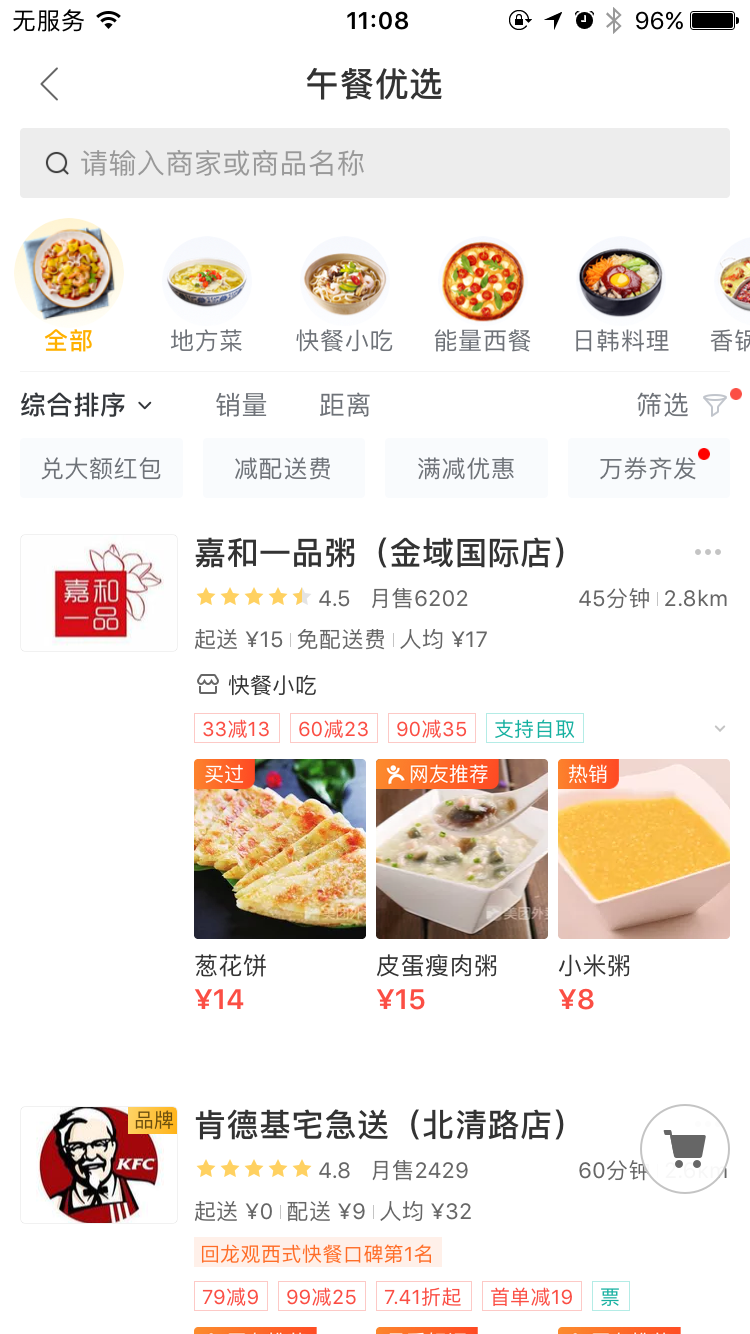 无服务 11:08 96%
午餐优选
请输入商家或商品名称
全部 地方菜 快餐小吃 能量西餐 日韩料理 香锅
综合排序 销量 距离 筛选
兑大额红包 减配送费 满减优惠 万券齐发
嘉和一品
嘉和一品粥（金域国际店）
4.5 月售6202 45分钟 2.8km
起送 ¥15 免配送费 人均 ¥17
快餐小吃
33减13 60减23 90减35 支持自取
买过 网友推荐 热销
美团外
葱花饼 皮蛋瘦肉粥 小米粥
¥14 ¥15 ¥8
品牌
KFC
肯德基宅急送（北清路店）
4.8 月售2429 60分钟
起送 ¥0 配送 ¥9 人均 ¥32
回龙观西式快餐口碑第1名
79减9 99减25 7.41折起 首单减19 票